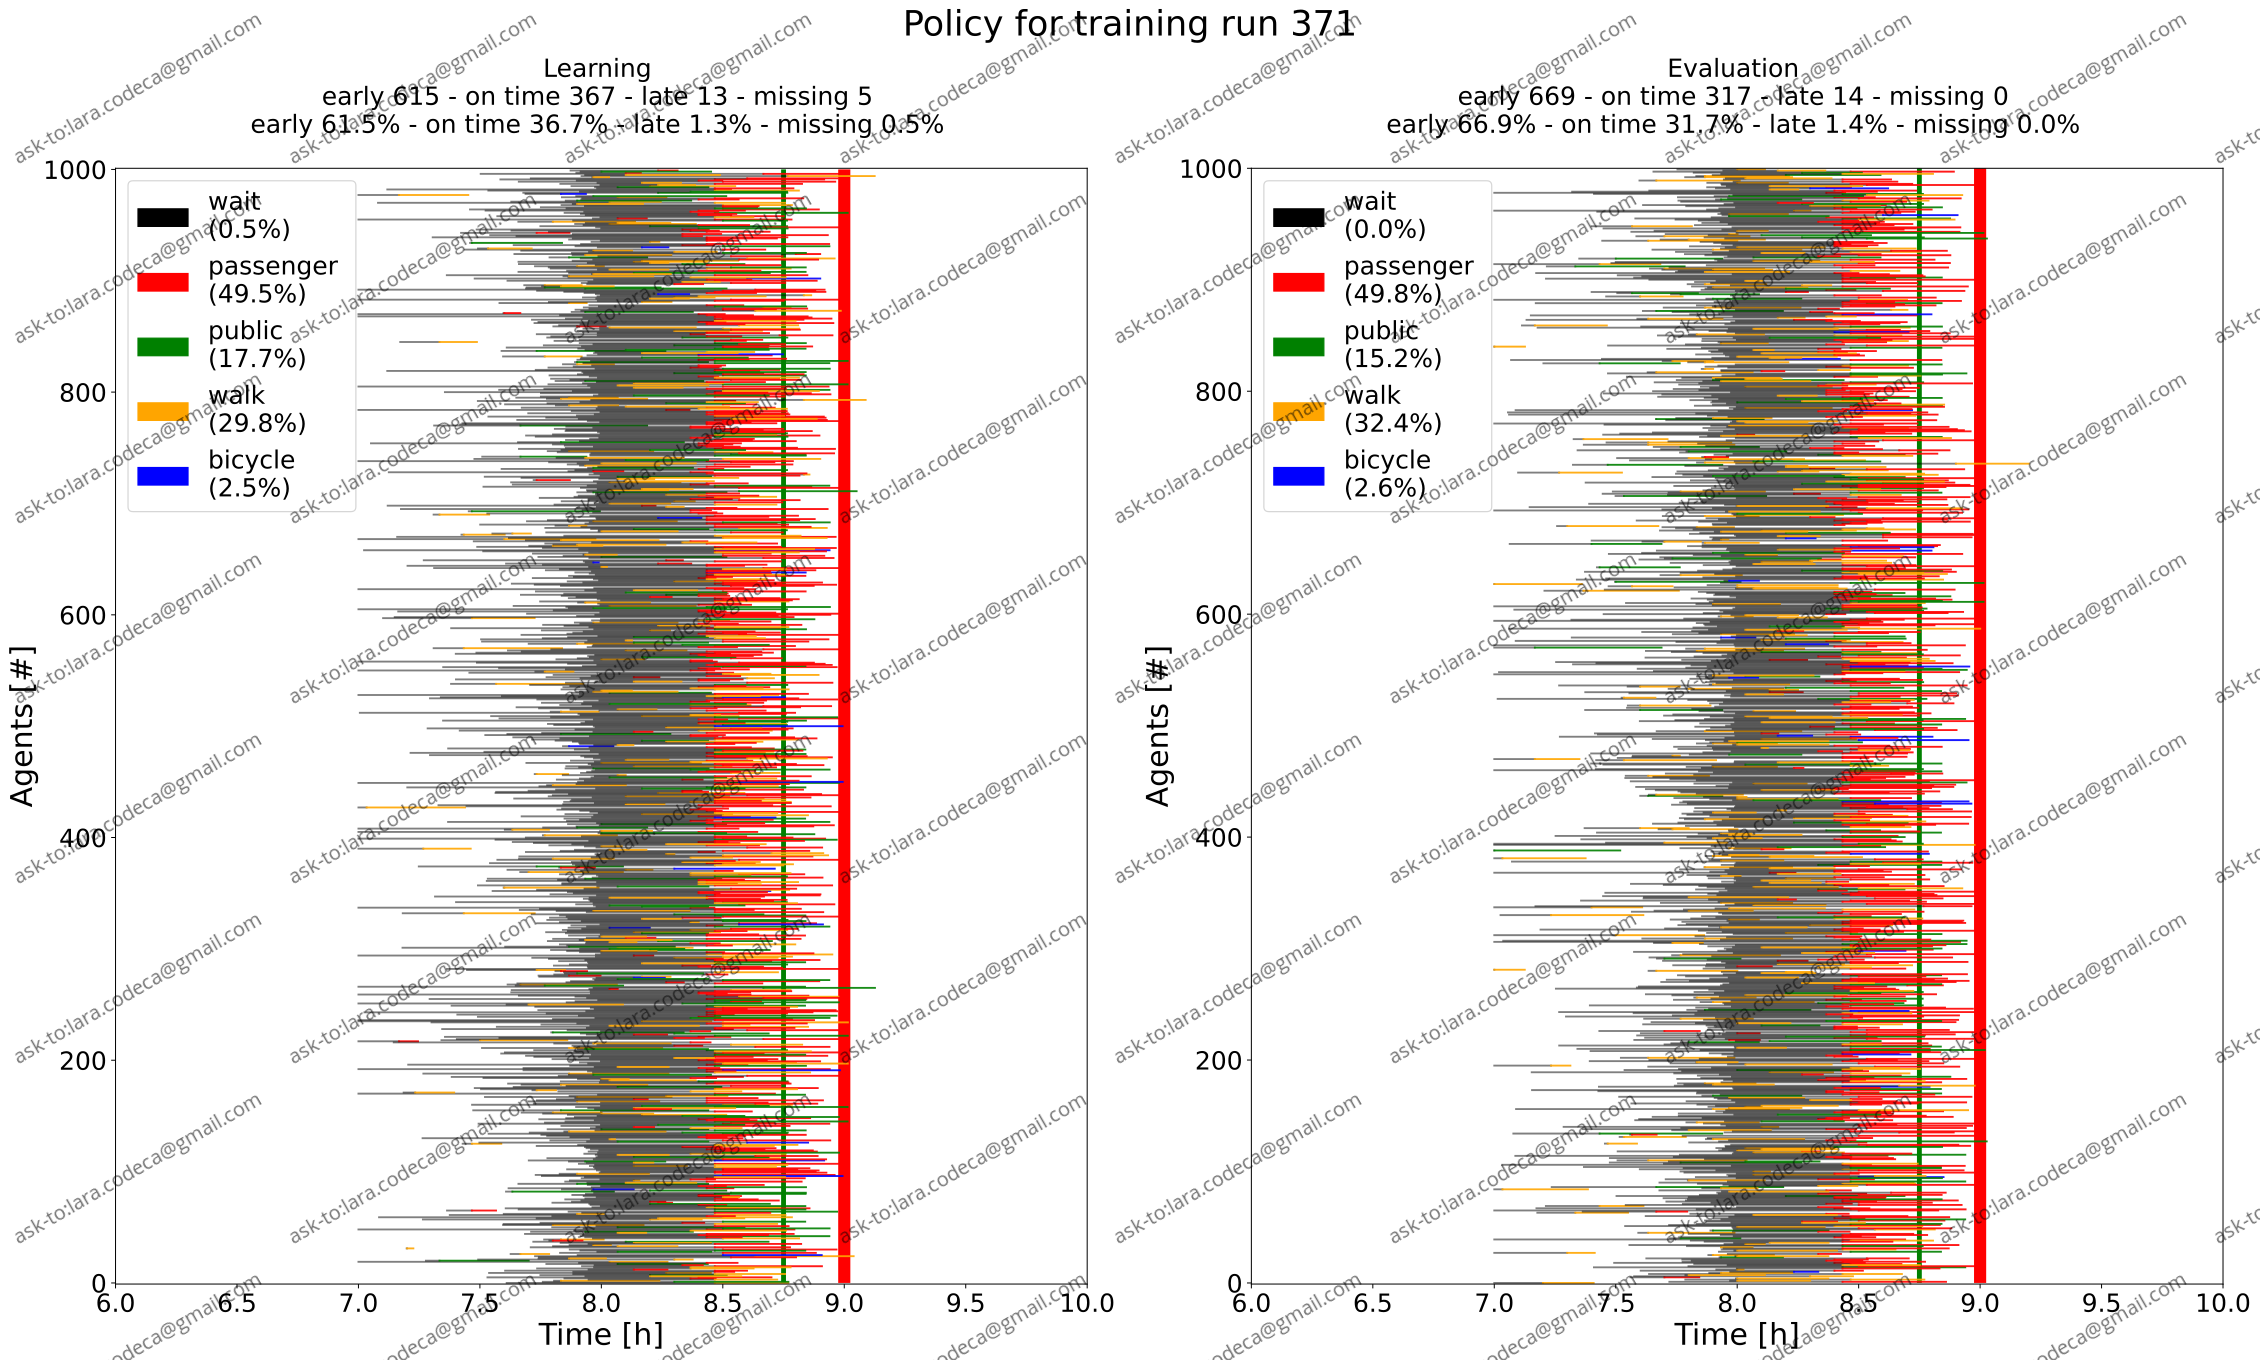 Policy for training run 371
Learning
early 615 - on time 367 - late 13 - missing 5
early 61.5% - on time 36.7% - late 1.3% - missing 0.5%
Agents [#]
1000
800
600
400
200
0
wait
(0.5%)
passenger
(49.5%)
public
(17.7%)
walk
(29.8%)
bicycle
(2.5%)
6.0 6.5 7.0 7.5 8.0 8.5 9.0 9.5 10.0
Time [h]
Evaluation
early 669 - on time 317 - late 14 - missing 0
early 66.9% - on time 31.7% - late 1.4% - missing 0.0%
Agents [#]
1000
800
600
400
200
0
wait
(0.0%)
passenger
(49.8%)
public
(15.2%)
walk
(32.4%)
bicycle
(2.6%)
6.0 6.5 7.0 7.5 8.0 8.5 9.0 9.5 10.0
Time [h]
ask-to:lara.codeca@gmail.com